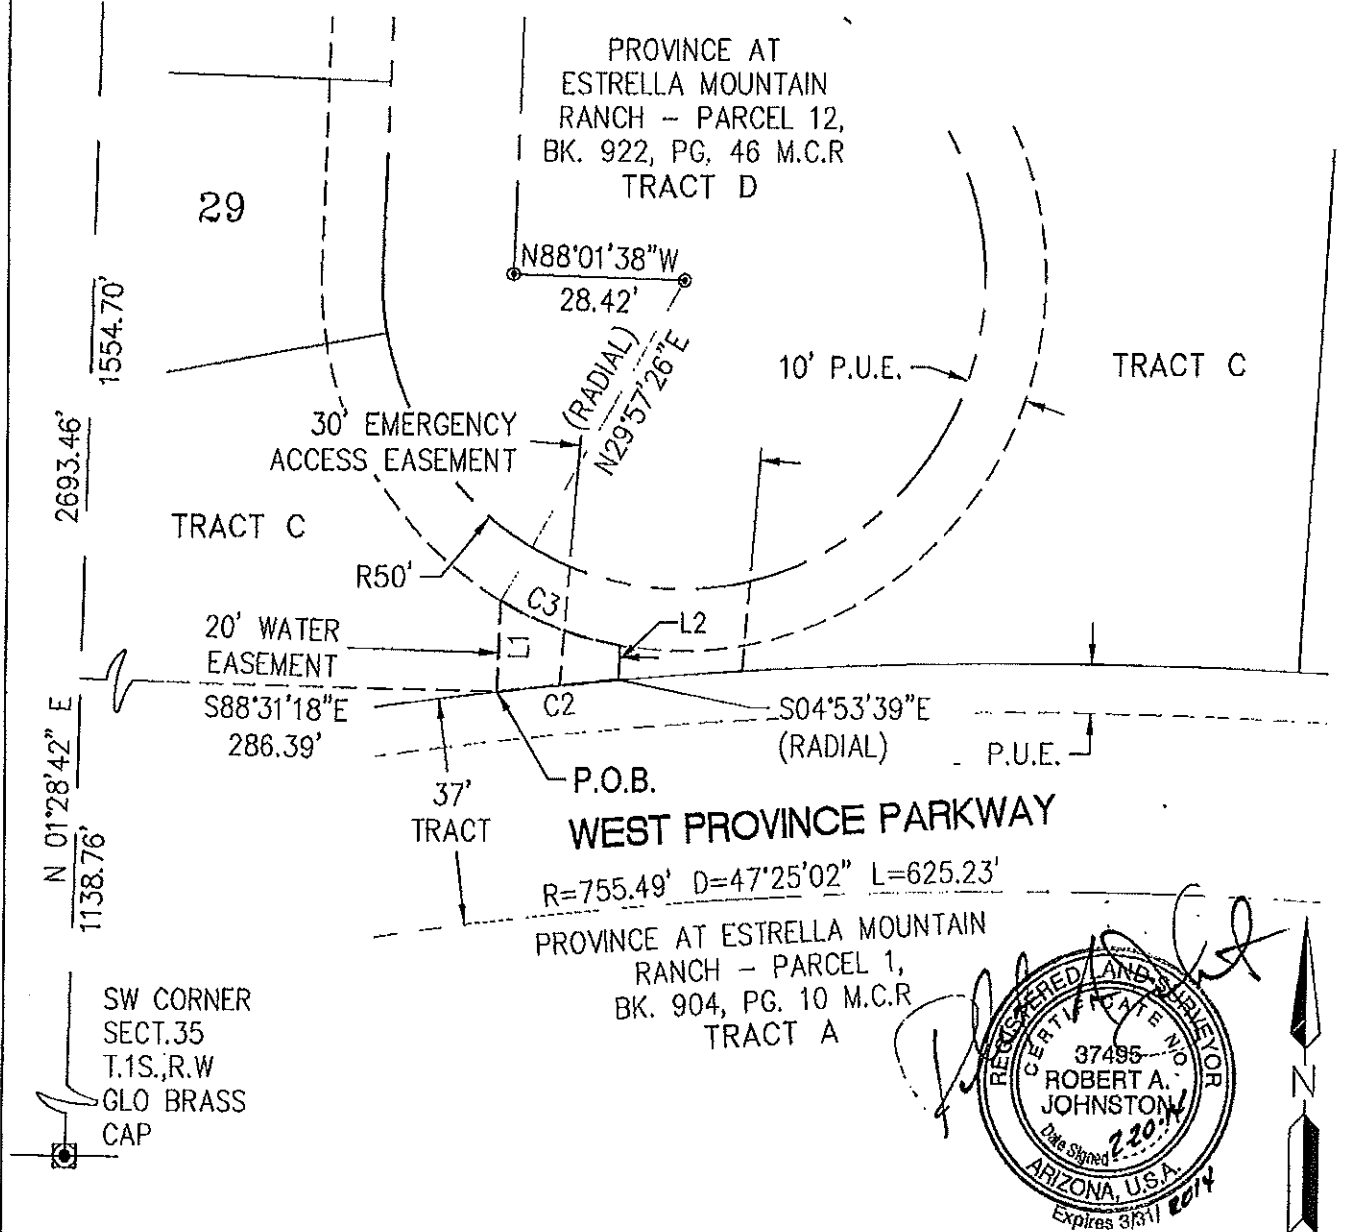 PROVINCE AT
ESTRELLA MOUNTAIN
RANCH – PARCEL 12,
BK. 922, PG, 46 M.C.R
TRACT D
29
N88°01'38"W
28.42'
1554.70'
2693.46'
(RADIAL)
N29°57'26"E
10' P.U.E.
TRACT C
30' EMERGENCY
ACCESS EASEMENT
TRACT C
R50'
C3
L1
L2
20' WATER
EASEMENT
S88°31'18"E
286.39'
C2
S04°53'39"E
(RADIAL)
P.U.E.
N 01°28'42" E
1138.76'
37'
TRACT
P.O.B.
WEST PROVINCE PARKWAY
R=755.49' D=47°25'02" L=625.23'
PROVINCE AT ESTRELLA MOUNTAIN
RANCH – PARCEL 1,
BK. 904, PG. 10 M.C.R
TRACT A
SW CORNER
SECT.35
T.1S.,R.W
GLO BRASS
CAP
REGISTERED LAND SURVEYOR
CERTIFICATE NO.
37495
ROBERT A.
JOHNSTON
Date Signed 2-20-14
ARIZONA, U.S.A.
Expires 3/31/ 2014
N